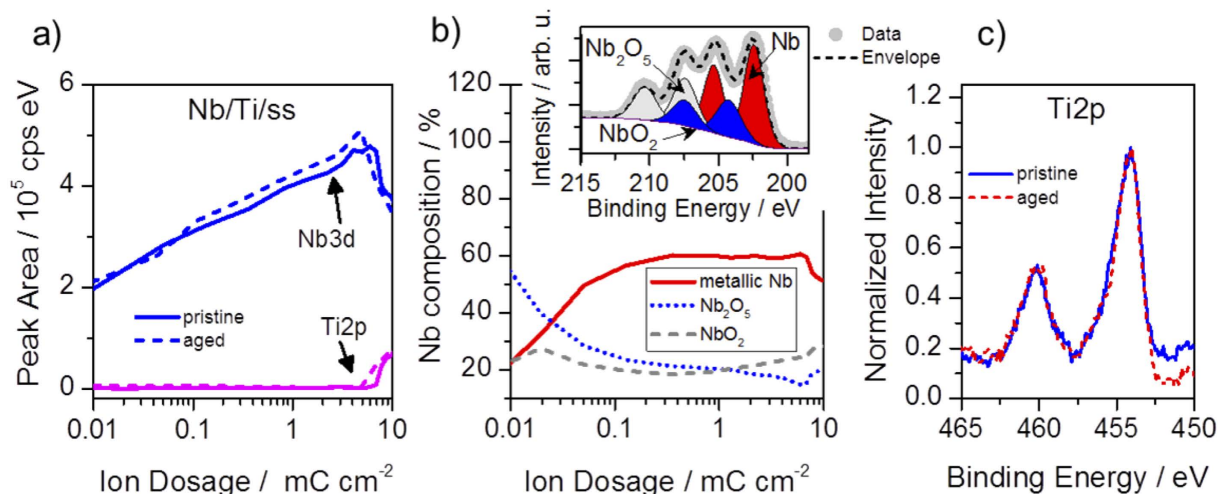 a)
Nb/Ti/ss
Nb3d
pristine
aged
Ti2p
Peak Area / 10⁵ cps eV
6
4
2
0
0.01
0.1
1
10
Ion Dosage / mC cm⁻²
b)
Nb₂O₅
Nb
NbO₂
Data
Envelope
Intensity / arb. u.
215
210
205
200
Binding Energy / eV
Nb composition / %
120
100
80
60
40
20
metallic Nb
Nb₂O₅
NbO₂
0.01
0.1
1
10
Ion Dosage / mC cm⁻²
c)
Ti2p
pristine
aged
Normalized Intensity
1.2
1.0
0.8
0.6
0.4
0.2
0.0
465
460
455
450
Binding Energy / eV